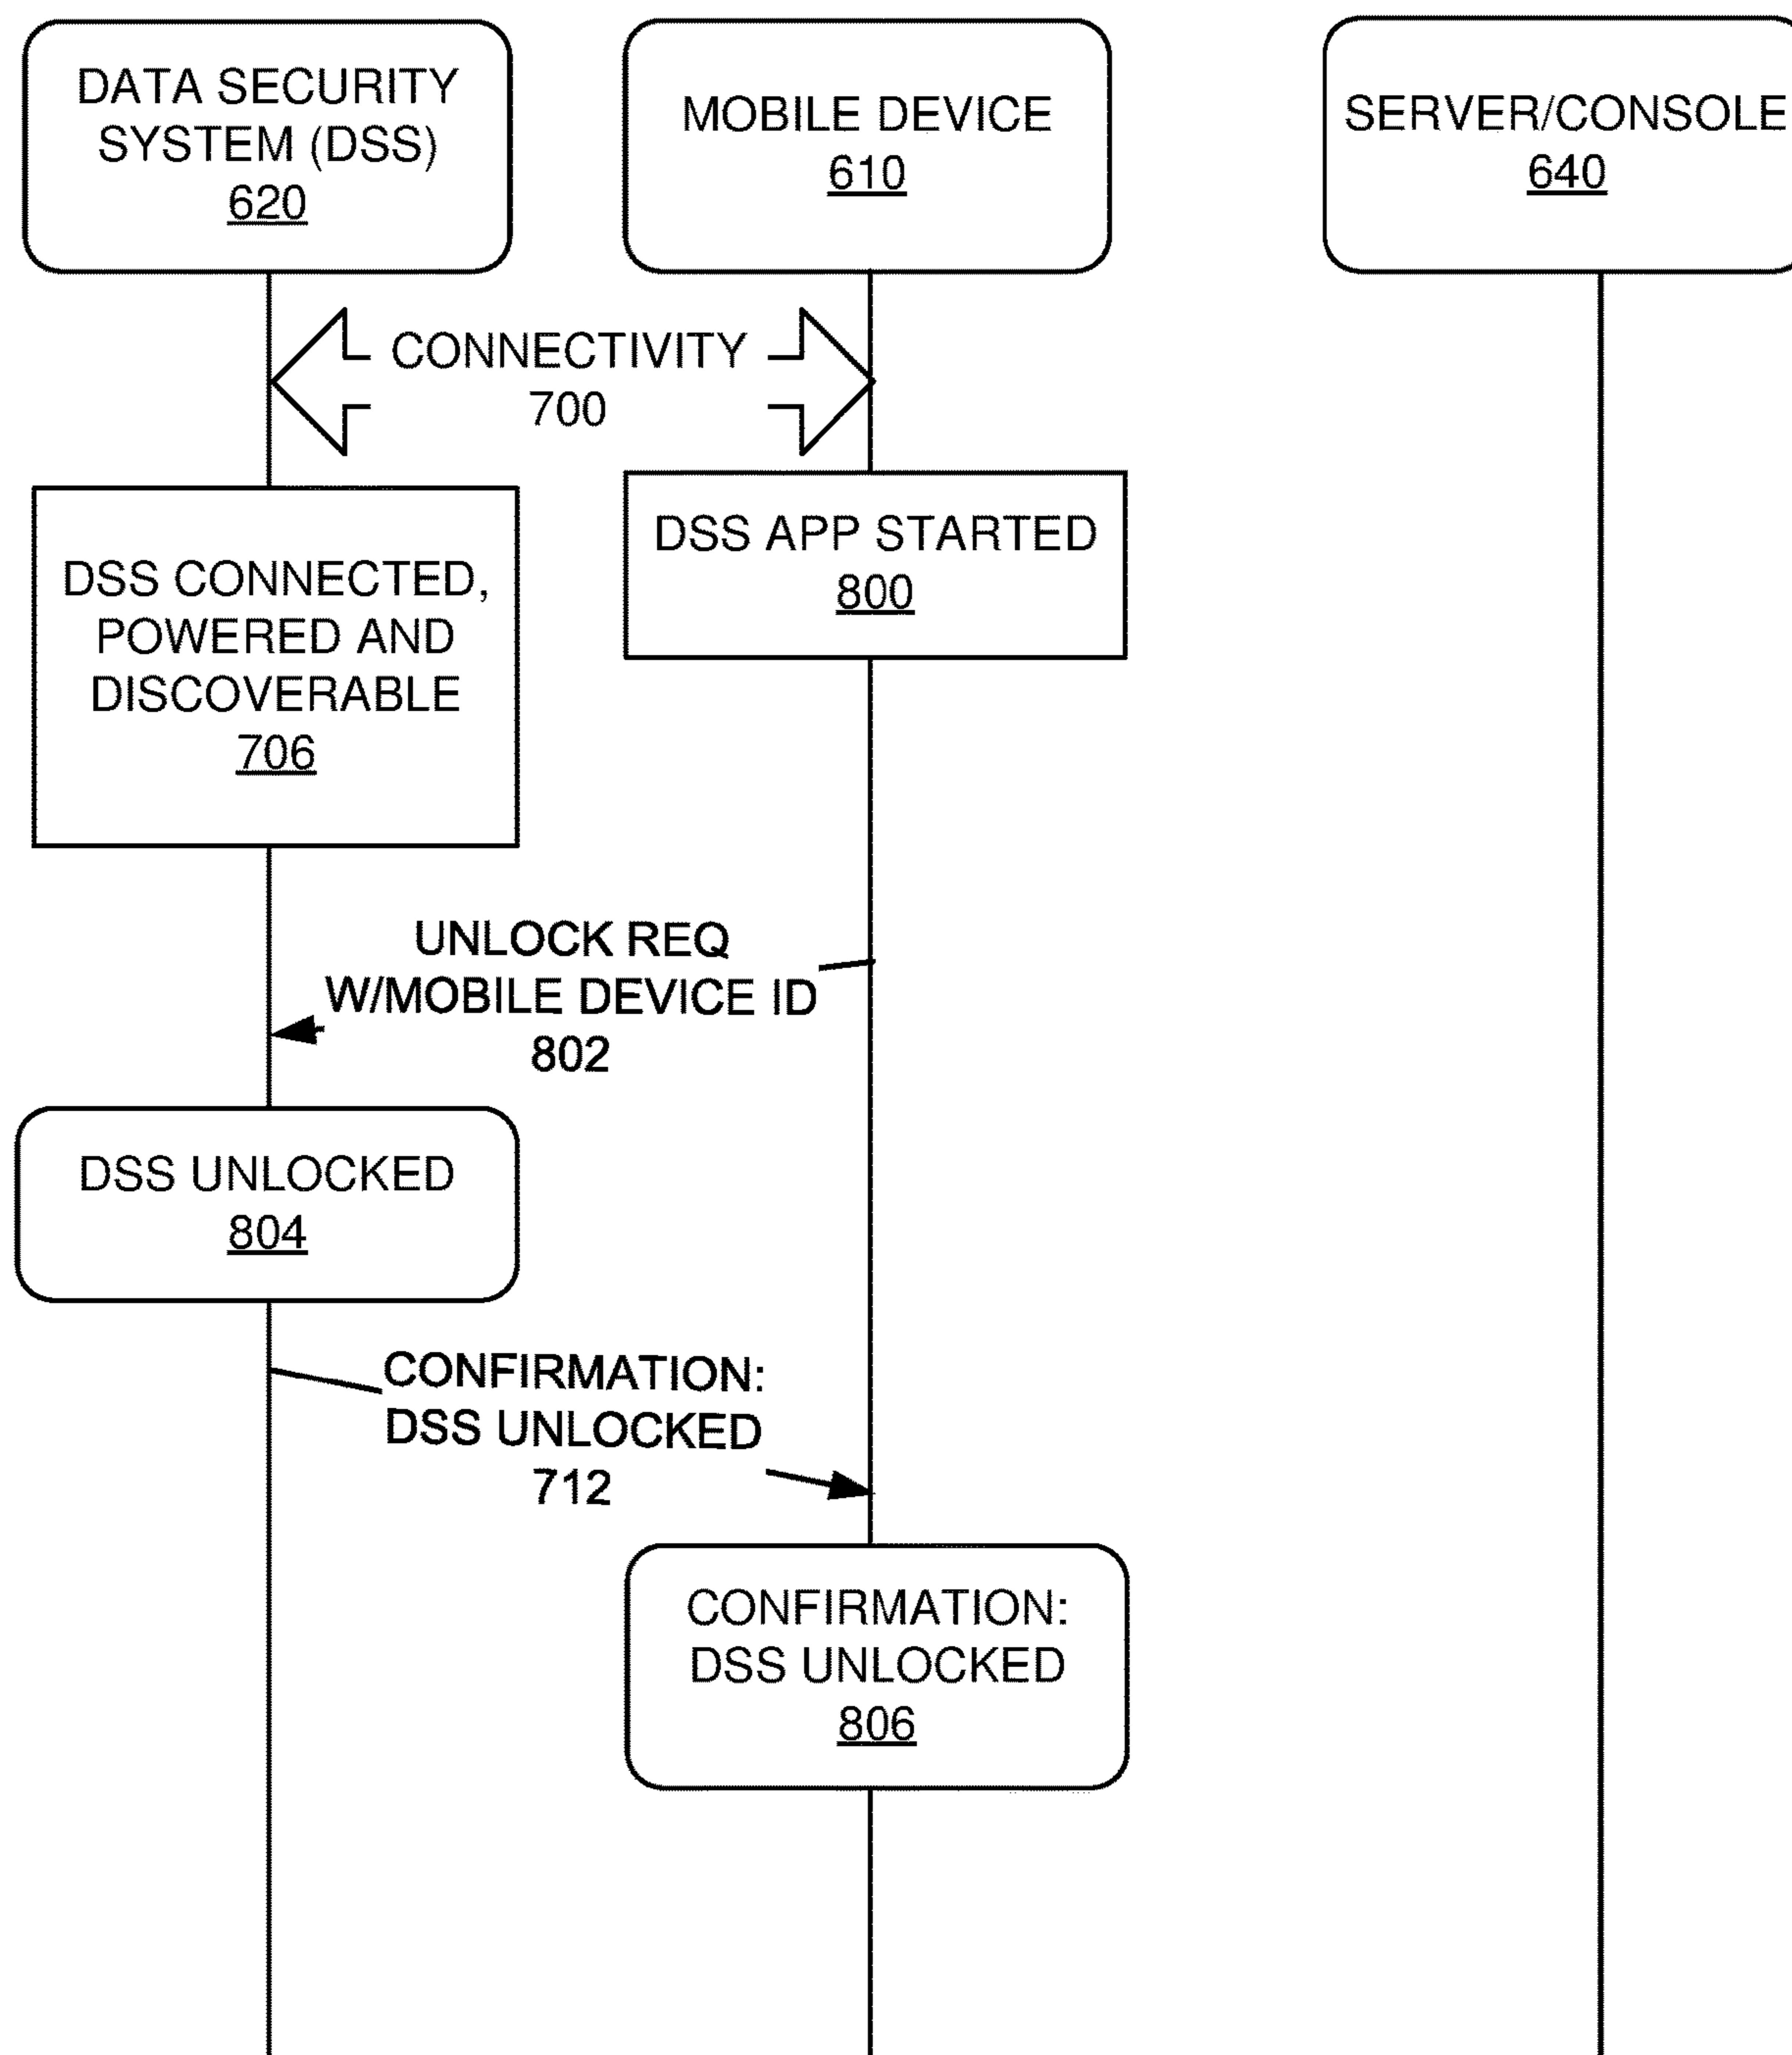 DATA SECURITY
SYSTEM (DSS)
620
MOBILE DEVICE
610
SERVER/CONSOLE
640
CONNECTIVITY
700
DSS CONNECTED,
POWERED AND
DISCOVERABLE
706
DSS APP STARTED
800
UNLOCK REQ
W/MOBILE DEVICE ID
802
DSS UNLOCKED
804
CONFIRMATION:
DSS UNLOCKED
712
CONFIRMATION:
DSS UNLOCKED
806